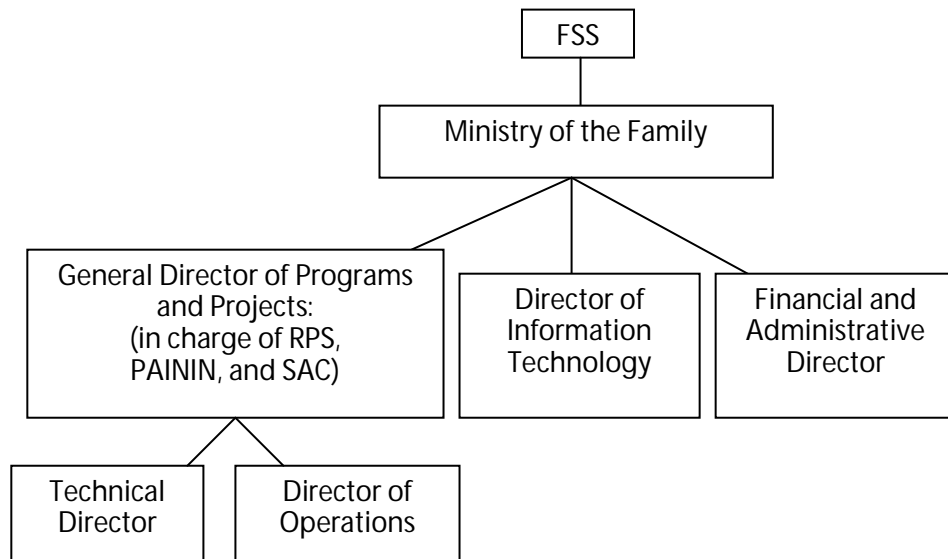 FSS
Ministry of the Family
General Director of Programs
and Projects:
(in charge of RPS,
PAININ, and SAC)
Director of
Information
Technology
Financial and
Administrative
Director
Technical
Director
Director of
Operations